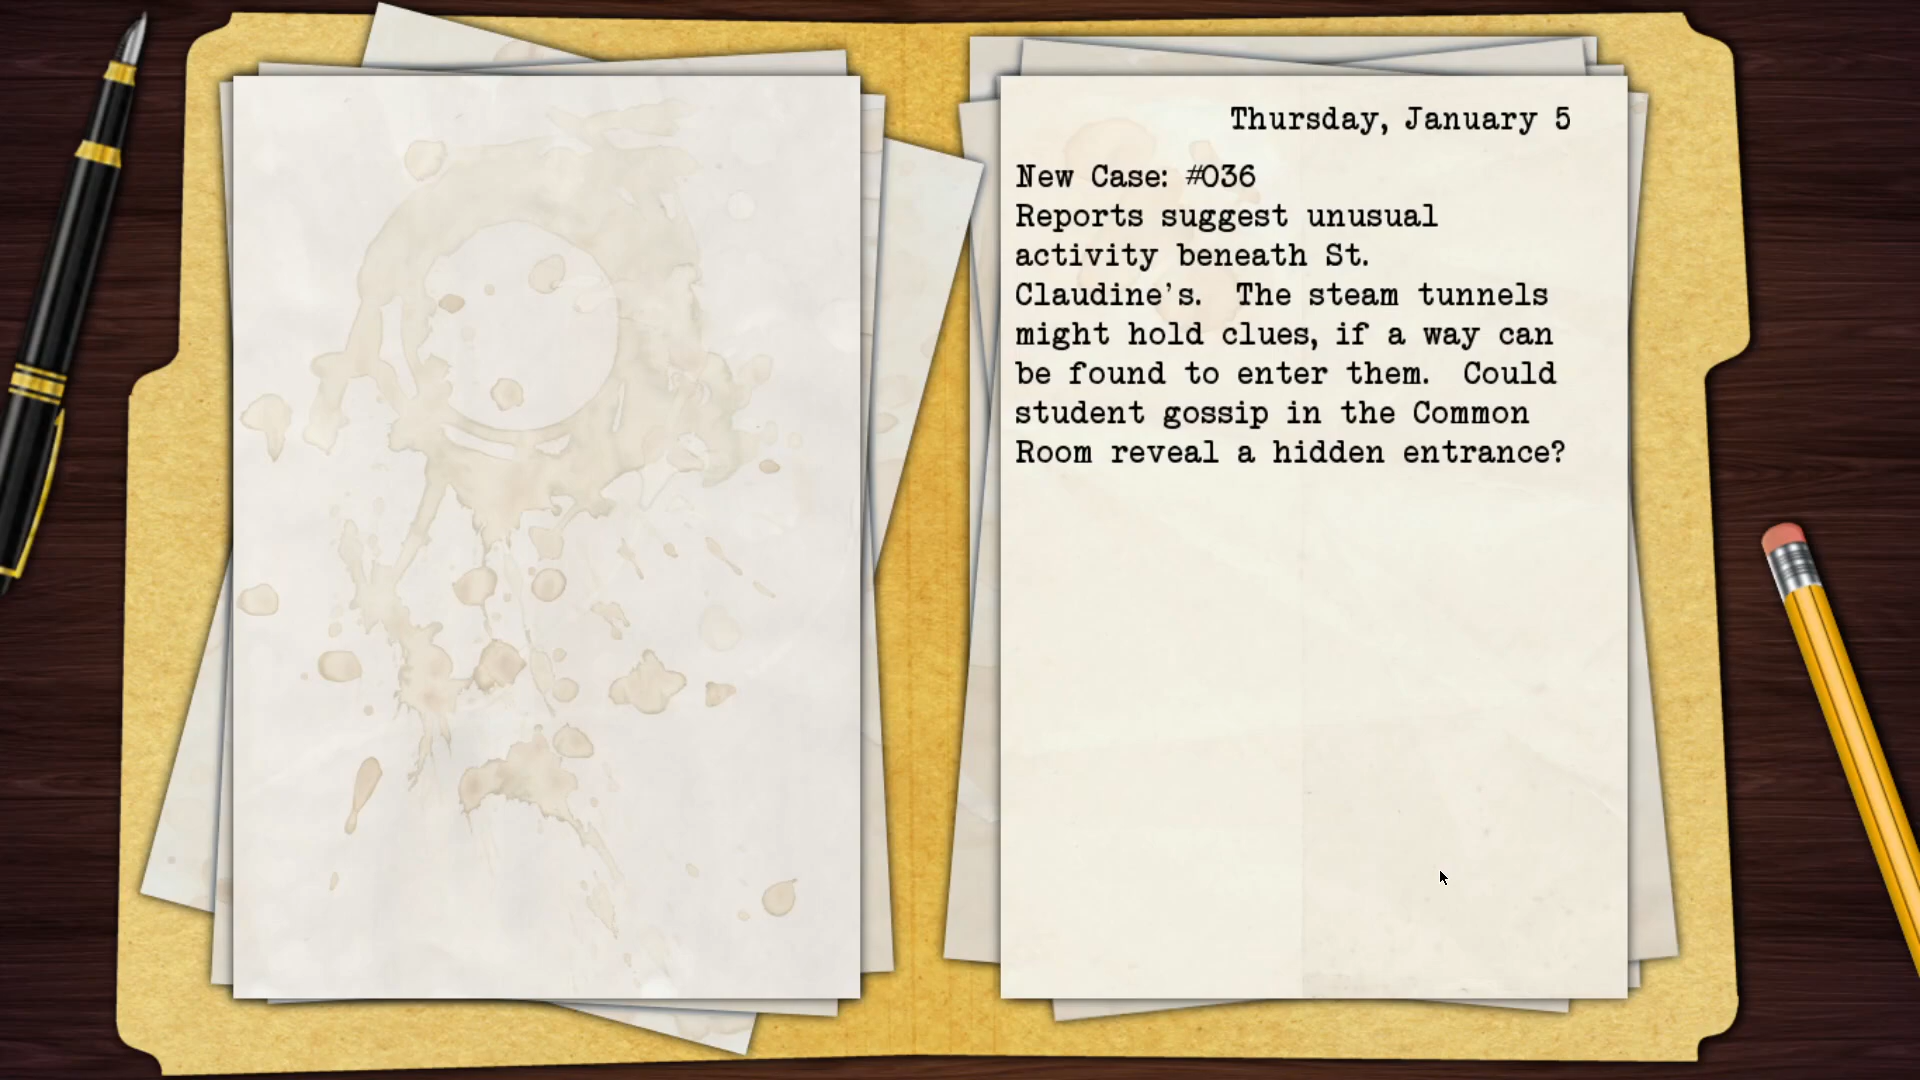 Thursday, January 5
New Case: #036
Reports suggest unusual
activity beneath St.
Claudine's.  The steam tunnels
might hold clues, if a way can
be found to enter them.  Could
student gossip in the Common
Room reveal a hidden entrance?